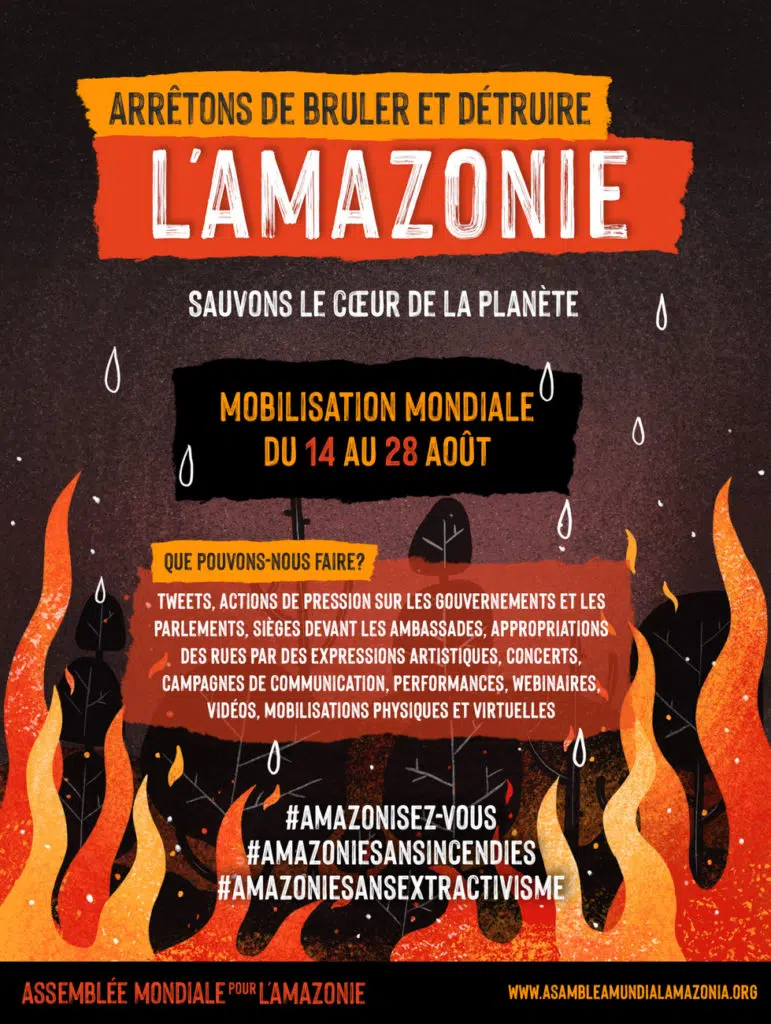 ARRÊTONS DE BRULER ET DÉTRUIRE
L'AMAZONIE
SAUVONS LE CŒUR DE LA PLANÈTE
MOBILISATION MONDIALE
DU 14 AU 28 AOÛT
QUE POUVONS-NOUS FAIRE?
TWEETS, ACTIONS DE PRESSION SUR LES GOUVERNEMENTS ET LES
PARLEMENTS, SIÈGES DEVANT LES AMBASSADES, APPROPRIATIONS
DES RUES PAR DES EXPRESSIONS ARTISTIQUES, CONCERTS,
CAMPAGNES DE COMMUNICATION, PERFORMANCES, WEBINAIRES,
VIDÉOS, MOBILISATIONS PHYSIQUES ET VIRTUELLES
#AMAZONISEZ-VOUS
#AMAZONIESANSINCENDIES
#AMAZONIESANSEXTRACTIVISME
ASSEMBLÉE MONDIALE POUR L'AMAZONIE
WWW.ASAMBLEAMUNDIALAMAZONIA.ORG